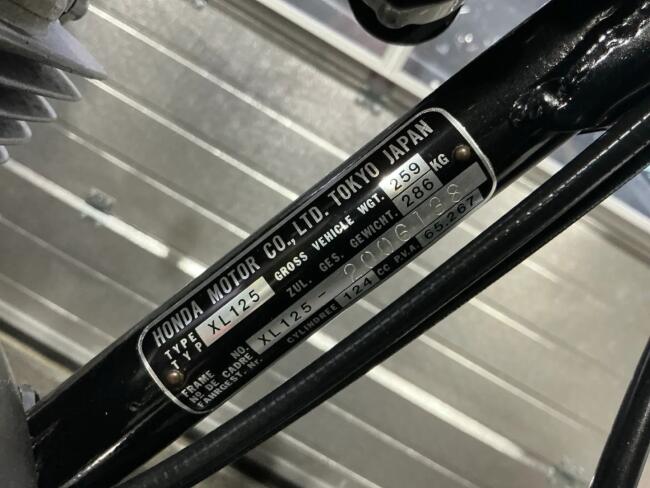 HONDA MOTOR CO., LTD. TOKYO JAPAN
TYPE
TYP XL125 GROSS VEHICLE WGT. 259 KG
ZUL. GES. GEWICHT. 286
FRAME NO.
Nº DE CADRE XL125 - 2006138
FAHRGEST. Nr. CYLINDREE 124 CC P.V.A. 65.267